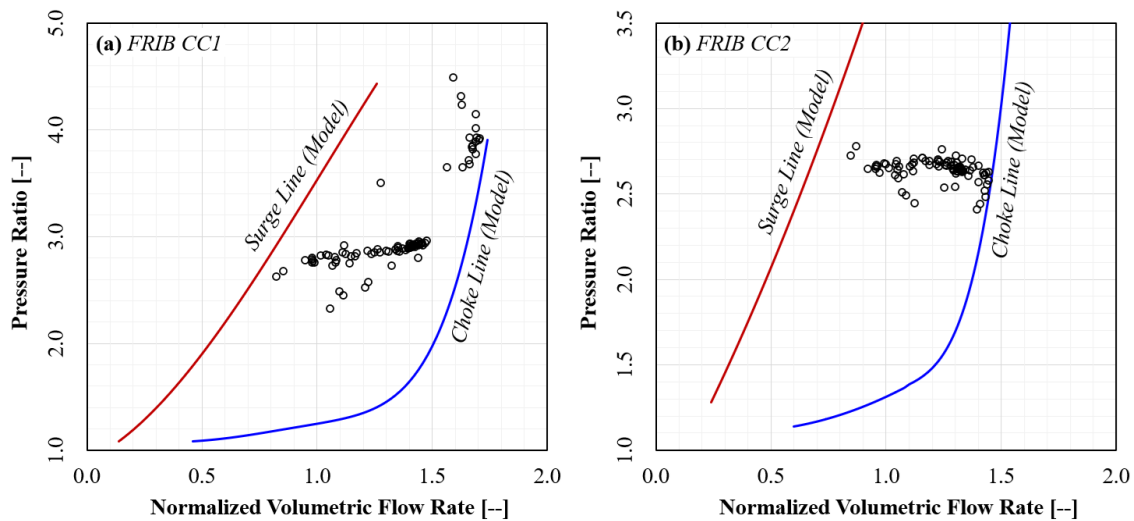 (a) FRIB CC1
5.0
4.0
3.0
2.0
1.0
Pressure Ratio [--]
Surge Line (Model)
Choke Line (Model)
0.0 0.5 1.0 1.5 2.0
Normalized Volumetric Flow Rate [--]
(b) FRIB CC2
3.5
3.0
2.5
2.0
1.5
1.0
Pressure Ratio [--]
Surge Line (Model)
Choke Line (Model)
0.0 0.5 1.0 1.5 2.0
Normalized Volumetric Flow Rate [--]